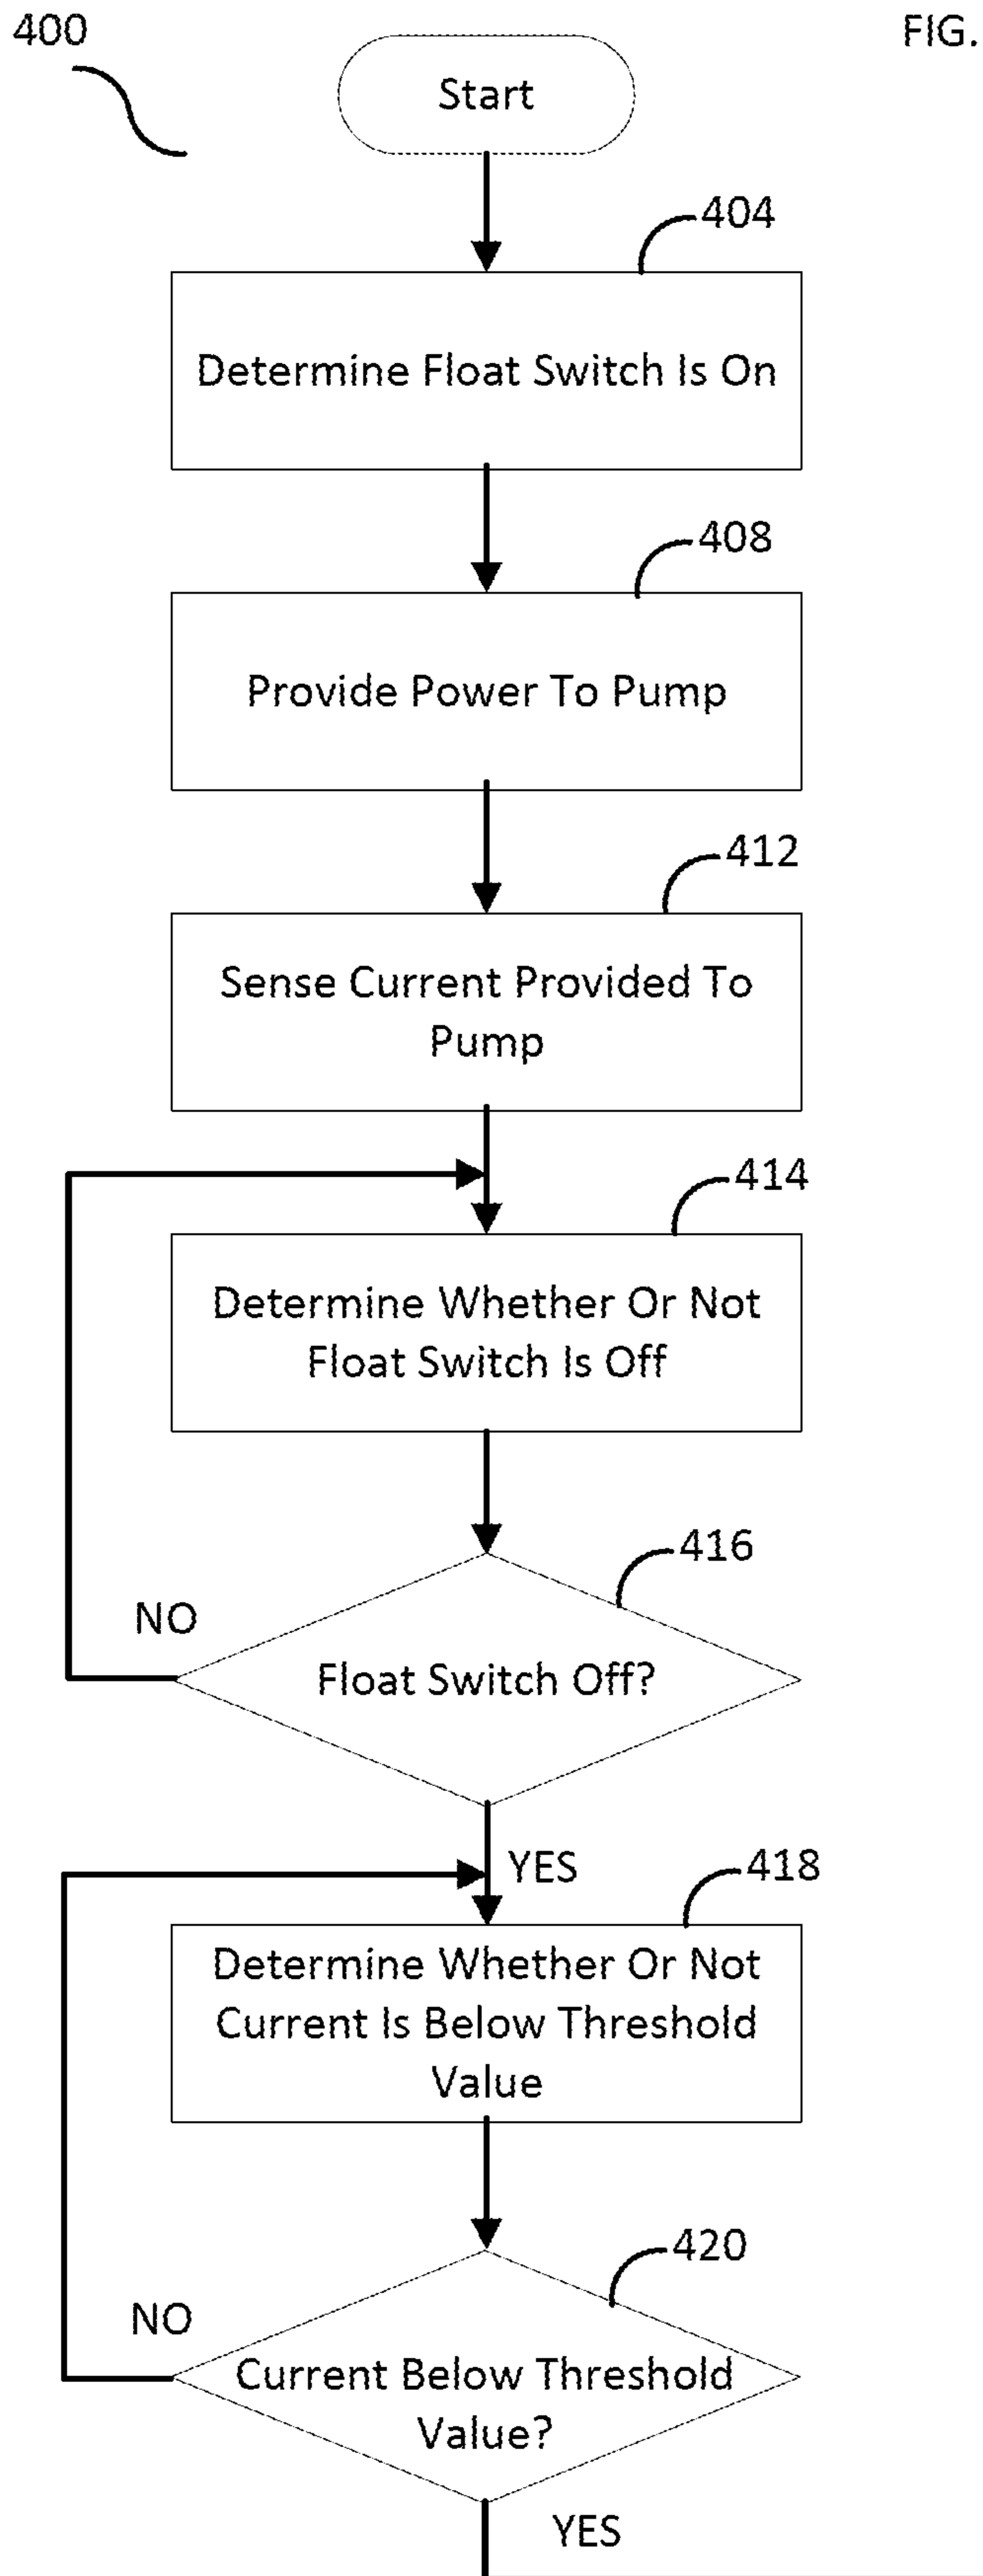 400
FIG.
Start
404
Determine Float Switch Is On
408
Provide Power To Pump
412
Sense Current Provided To
Pump
414
Determine Whether Or Not
Float Switch Is Off
416
NO
Float Switch Off?
YES
418
Determine Whether Or Not
Current Is Below Threshold
Value
420
NO
Current Below Threshold
Value?
YES